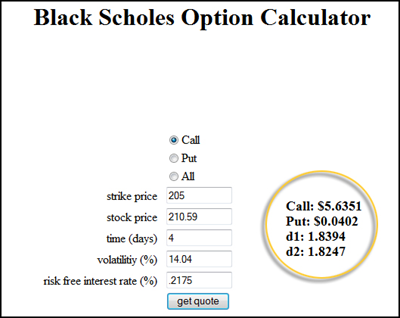 Black Scholes Option Calculator
Call
Put
All
strike price 205
stock price 210.59
time (days) 4
volatilitiy (%) 14.04
risk free interest rate (%) .2175
get quote
Call: $5.6351
Put: $0.0402
d1: 1.8394
d2: 1.8247